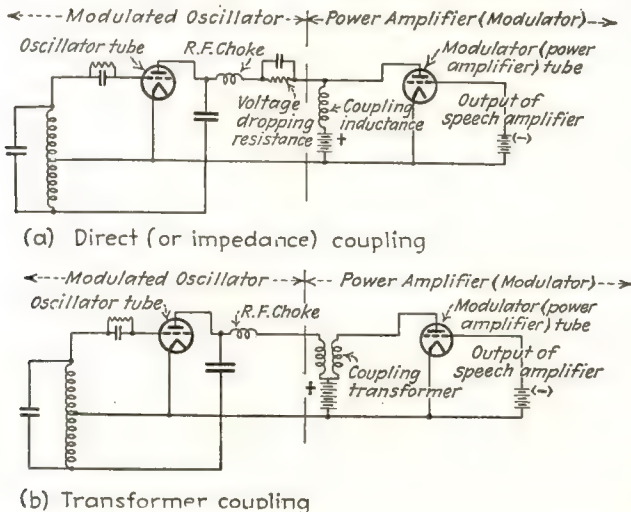 Modulated Oscillator
Power Amplifier (Modulator)
Oscillator tube
R.F. Choke
Modulator (power
amplifier) tube
Voltage
dropping
resistance
Coupling
inductance
+
Output of
speech amplifier
(-)
(a) Direct (or impedance) coupling
Modulated Oscillator
Power Amplifier (Modulator)
Oscillator tube
R.F. Choke
Modulator (power
amplifier) tube
+
Coupling
transformer
Output of
speech amplifier
(-)
(b) Transformer coupling